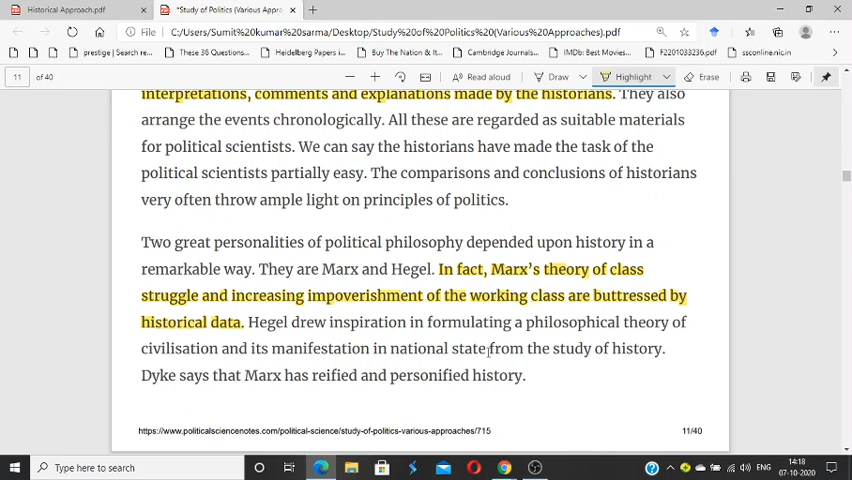 Historical Approach.pdf
*Study of Politics (Various Appro
File
C:/Users/Sumit%20kumar%20sarma/Desktop/Study%20of%20Politics%20(Various%20Approaches).pdf
prestige | Search R...
These 36 Questions...
Heidelberg Papers i...
Buy The Nation & It...
Cambridge Journals...
IMDb: Best Movies...
F2201033236.pdf
ssconline.nic.in
11
of 40
Read aloud
Draw
Highlight
Erase
interpretations, comments and explanations made by the historians. They also
arrange the events chronologically. All these are regarded as suitable materials
for political scientists. We can say the historians have made the task of the
political scientists partially easy. The comparisons and conclusions of historians
very often throw ample light on principles of politics.
Two great personalities of political philosophy depended upon history in a
remarkable way. They are Marx and Hegel. In fact, Marx's theory of class
struggle and increasing impoverishment of the working class are buttressed by
historical data. Hegel drew inspiration in formulating a philosophical theory of
civilisation and its manifestation in national state from the study of history.
Dyke says that Marx has reified and personified history.
https://www.politicalsciencenotes.com/political-science/study-of-politics-various-approaches/715
11/40
Type here to search
ENG
14:18
07-10-2020